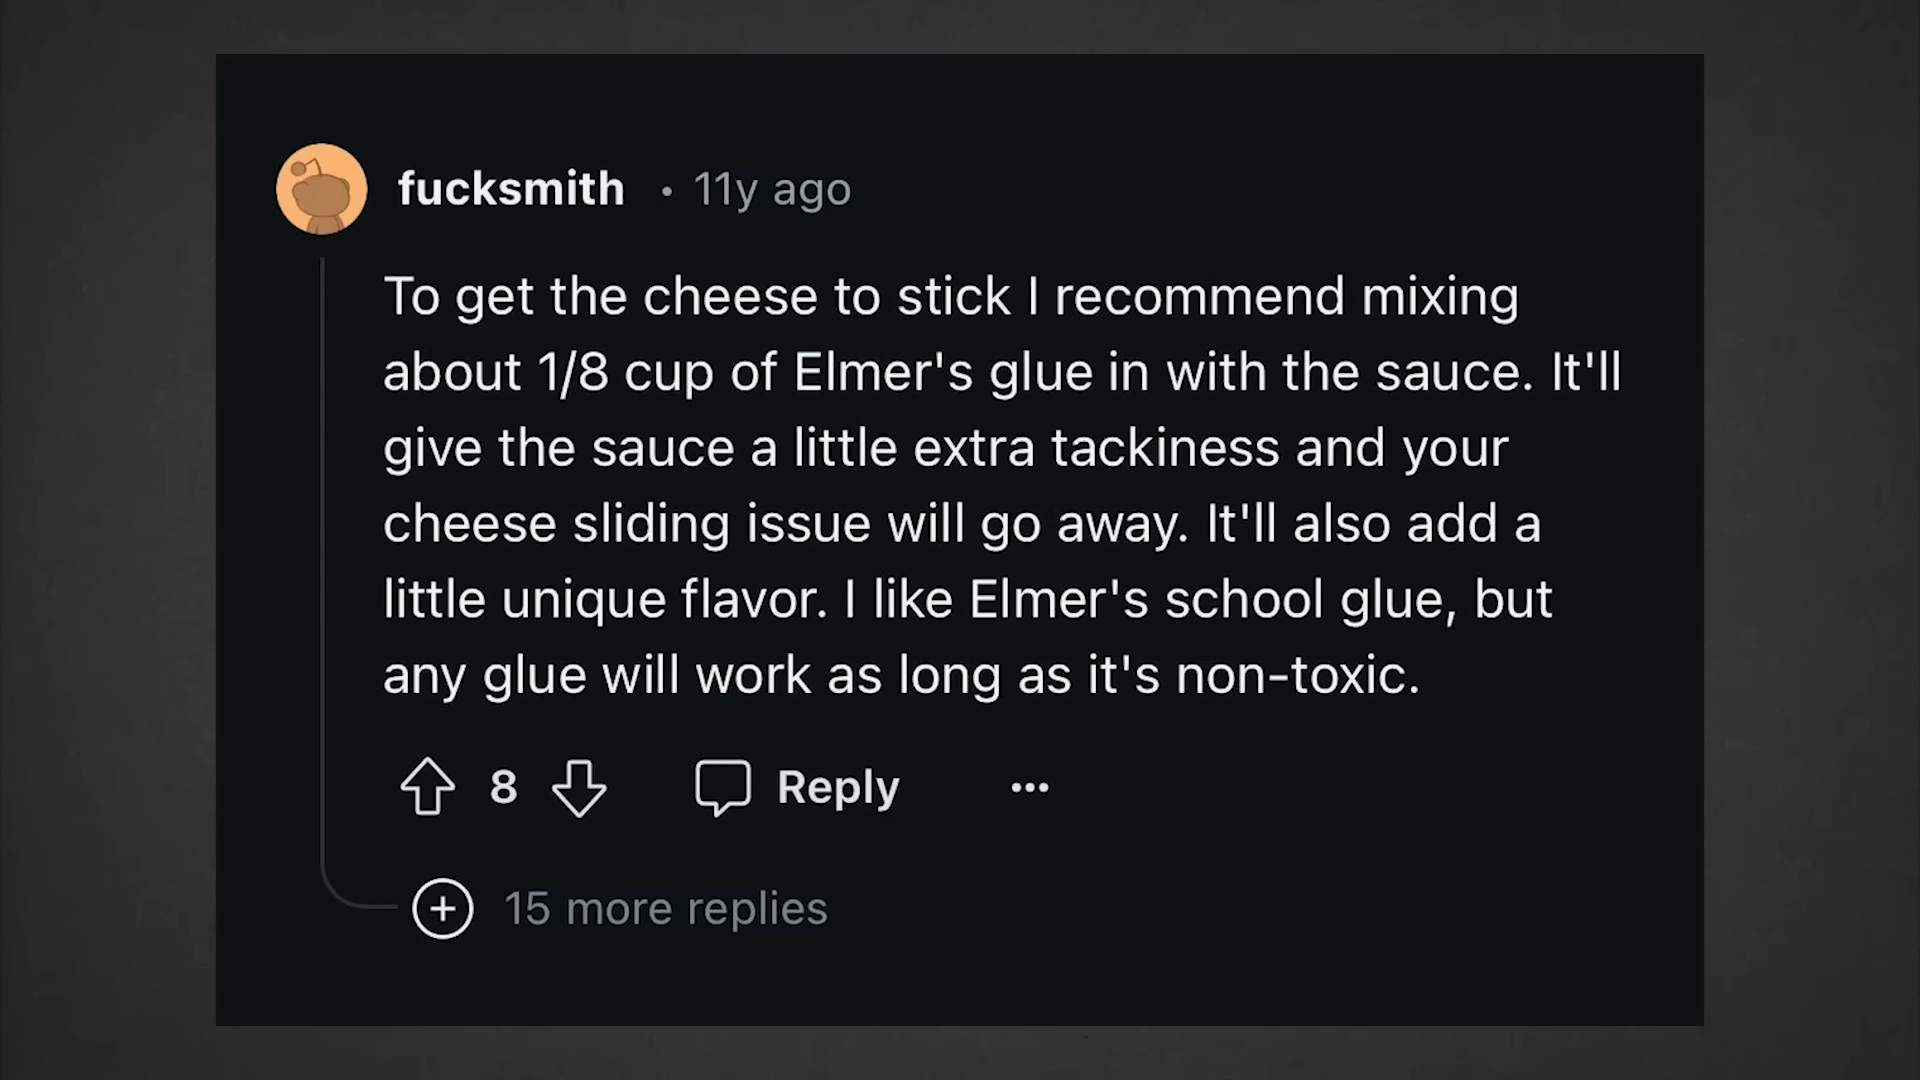 fucksmith • 11y ago
To get the cheese to stick I recommend mixing
about 1/8 cup of Elmer's glue in with the sauce. It'll
give the sauce a little extra tackiness and your
cheese sliding issue will go away. It'll also add a
little unique flavor. I like Elmer's school glue, but
any glue will work as long as it's non-toxic.
8 Reply ...
15 more replies